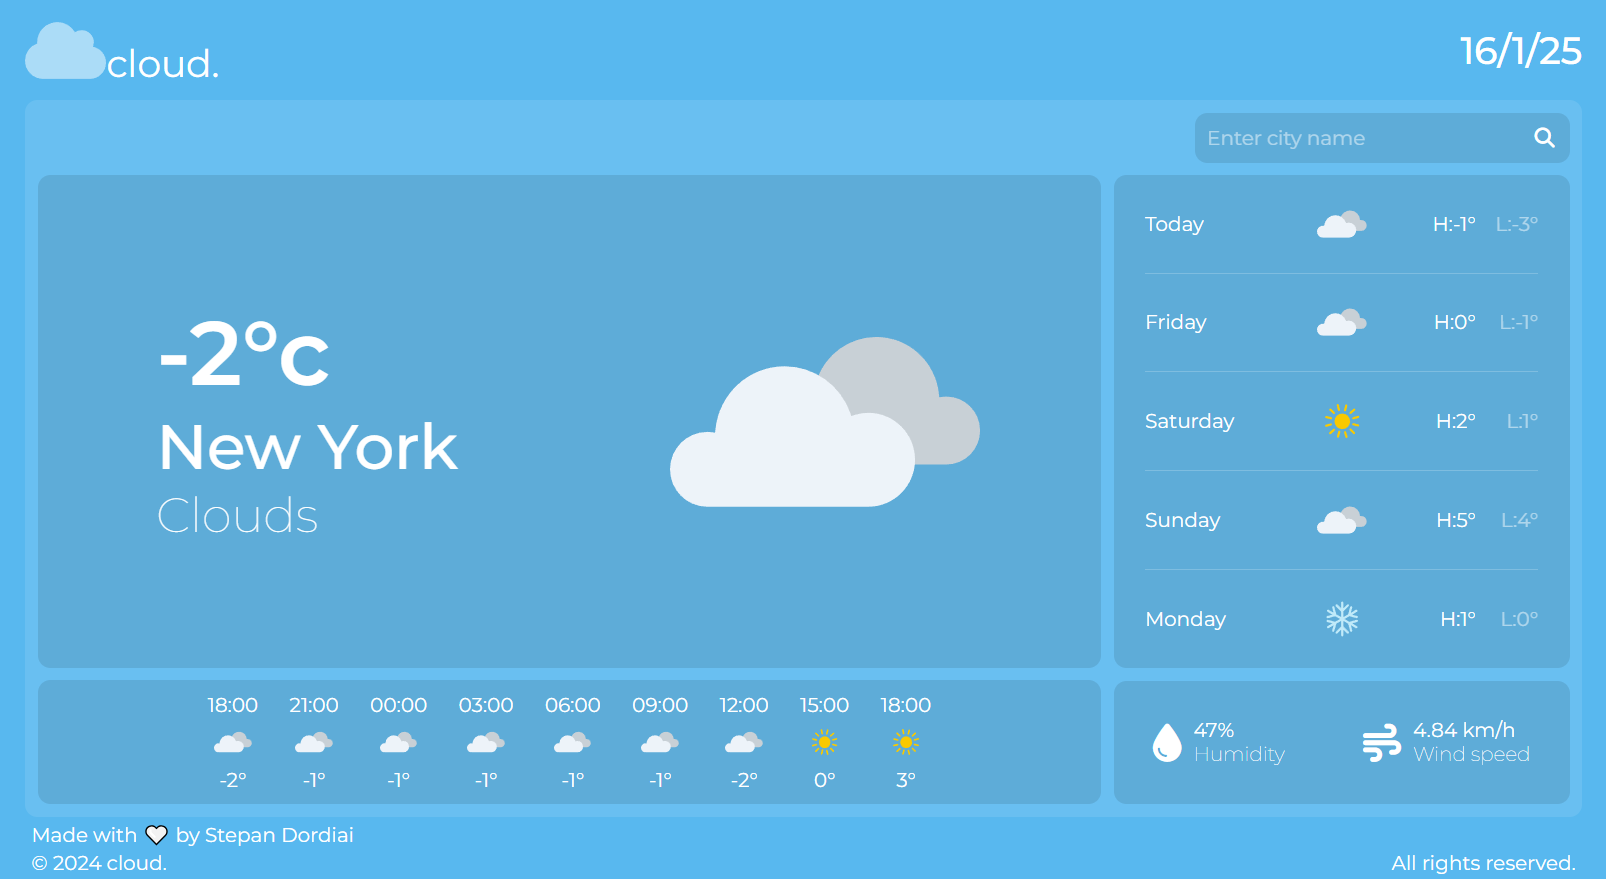 cloud.
16/1/25
Enter city name
-2°c
New York
Clouds
Today H:-1° L:-3°
Friday H:0° L:-1°
Saturday H:2° L:1°
Sunday H:5° L:4°
Monday H:1° L:0°
18:00 21:00 00:00 03:00 06:00 09:00 12:00 15:00 18:00
-2° -1° -1° -1° -1° -1° -2° 0° 3°
47%
Humidity
4.84 km/h
Wind speed
Made with 🤍 by Stepan Dordiai
© 2024 cloud.
All rights reserved.